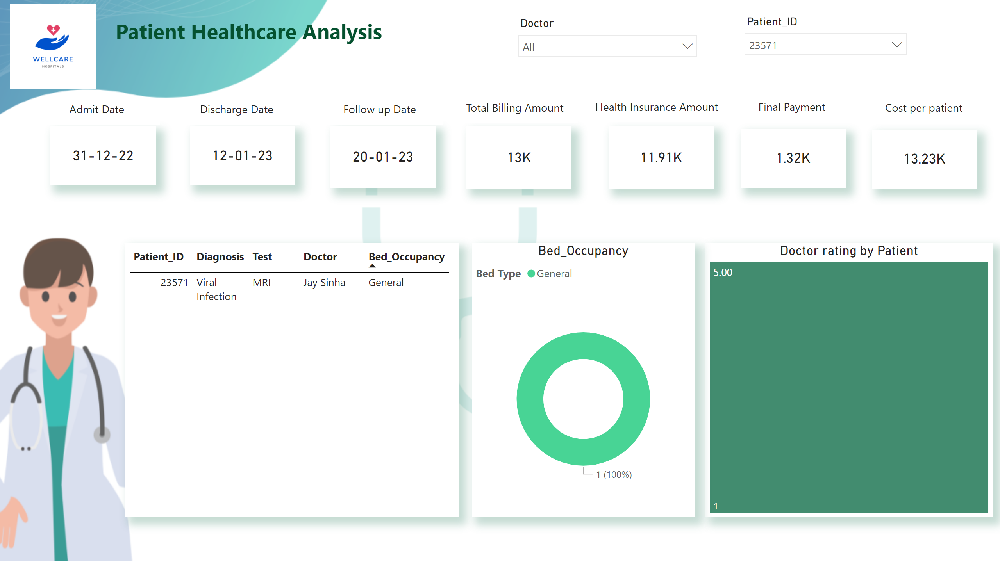 WELLCARE
HOSPITALS
Patient Healthcare Analysis
Doctor
All
Patient_ID
23571
Admit Date
Discharge Date
Follow up Date
Total Billing Amount
Health Insurance Amount
Final Payment
Cost per patient
31-12-22
12-01-23
20-01-23
13K
11.91K
1.32K
13.23K
Patient_ID Diagnosis Test Doctor Bed_Occupancy
23571 Viral MRI Jay Sinha General
Infection
Bed_Occupancy
Bed Type General
1 (100%)
Doctor rating by Patient
5.00
1